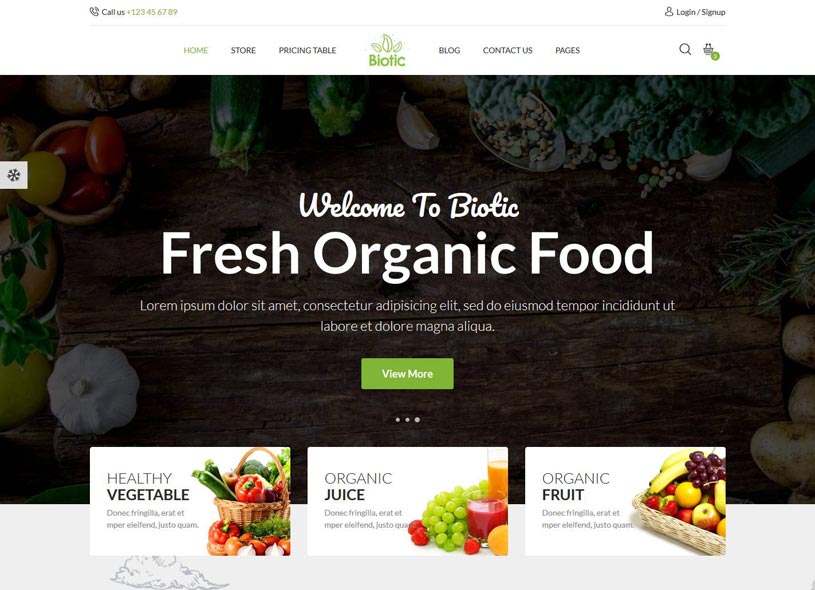 Call us +123 45 67 89
Login / Signup
HOME STORE PRICING TABLE Biotic BLOG CONTACT US PAGES
3
Welcome To Biotic
Fresh Organic Food
Lorem ipsum dolor sit amet, consectetur adipisicing elit, sed do eiusmod tempor incididunt ut
labore et dolore magna aliqua.
View More
HEALTHY
VEGETABLE
Donec fringilla, erat et
mper eleifend, justo quam.
ORGANIC
JUICE
Donec fringilla, erat et
mper eleifend, justo quam.
ORGANIC
FRUIT
Donec fringilla, erat et
mper eleifend, justo quam.